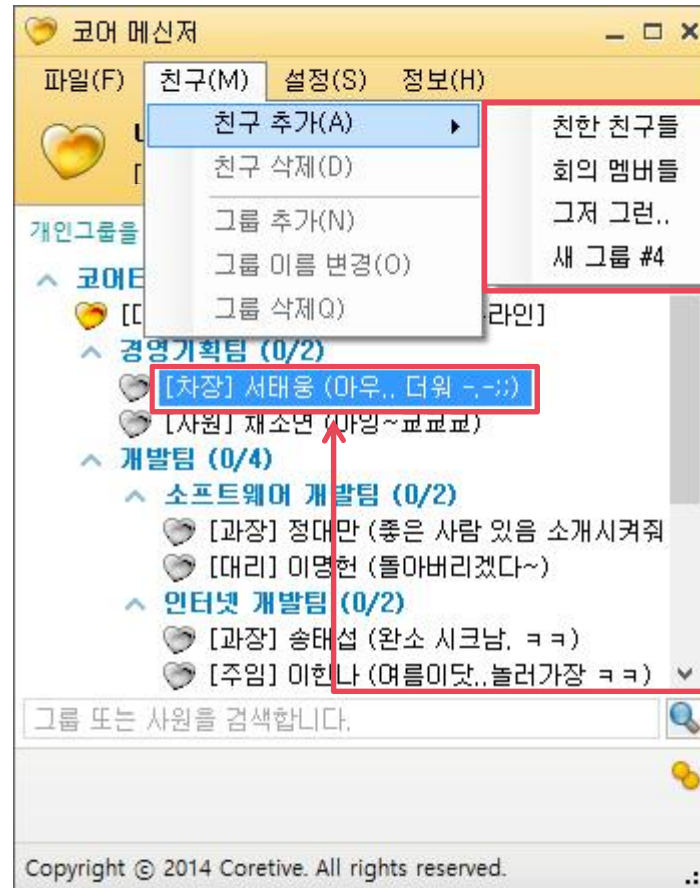 코어 메신저
파일(F) 친구(M) 설정(S) 정보(H)
친구 추가(A)
친구 삭제(D)
그룹 추가(N)
그룹 이름 변경(O)
그룹 삭제Q)
친한 친구들
회의 멤버들
그저 그런..
새 그룹 #4
개인그룹을
코어
라인]
경영기획팀 (0/2)
[차장] 서태웅 (아우.. 더워 -.-;;)
[사원] 채소연 (아잉~쿄쿄쿄)
개발팀 (0/4)
소프트웨어 개발팀 (0/2)
[과장] 정대만 (좋은 사람 있음 소개시켜줘
[대리] 이명헌 (돌아버리겠다~)
인터넷 개발팀 (0/2)
[과장] 송태섭 (완소 시크남. ㅋㅋ)
[주임] 이한나 (여름이닷..놀러가장 ㅋㅋ)
그룹 또는 사원을 검색합니다.
Copyright © 2014 Coretive. All rights reserved.